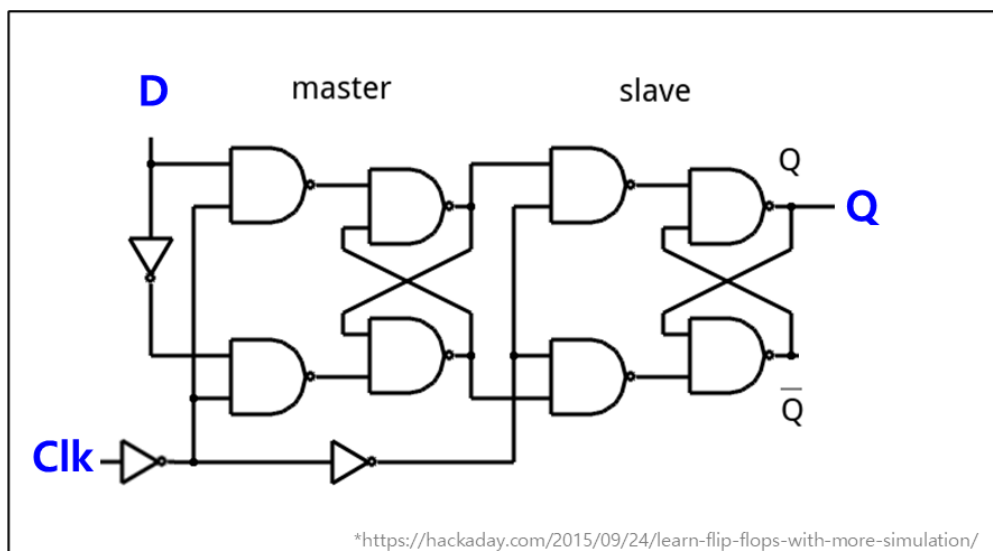 D
master
slave
Q
Q
Q̅
Clk
*https://hackaday.com/2015/09/24/learn-flip-flops-with-more-simulation/